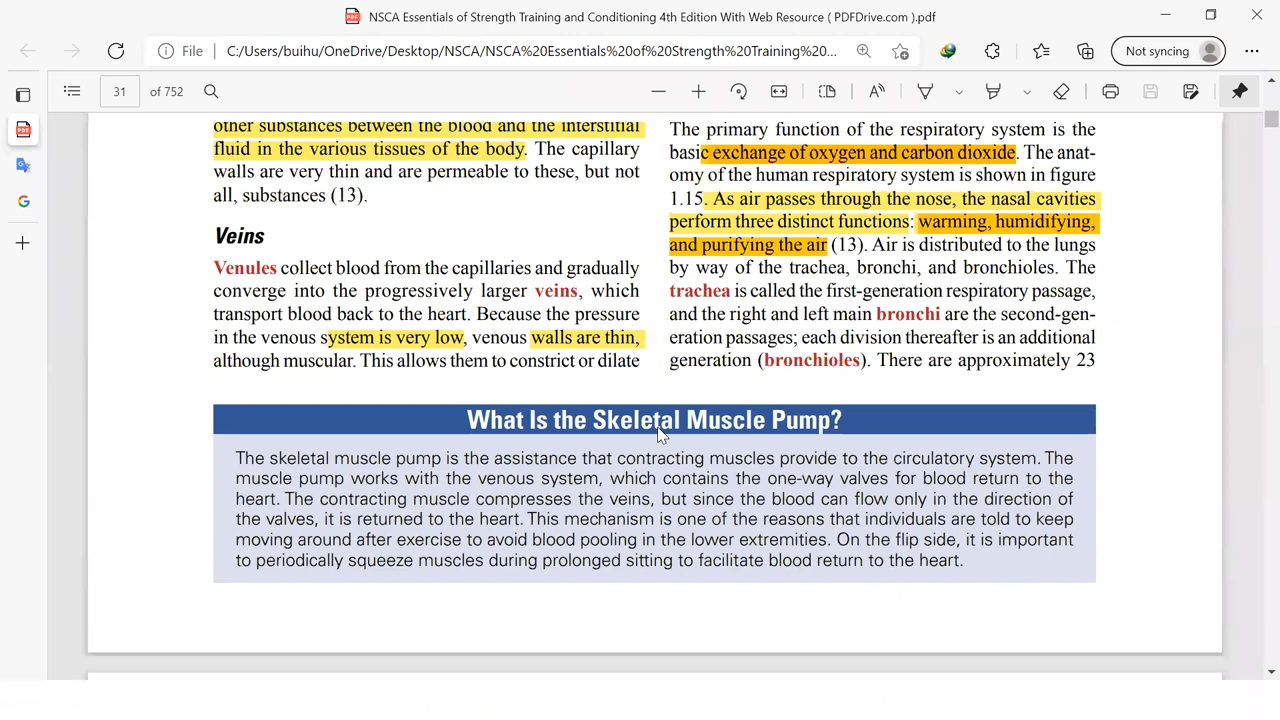 NSCA Essentials of Strength Training and Conditioning 4th Edition With Web Resource ( PDFDrive.com ).pdf
File
C:/Users/buihu/OneDrive/Desktop/NSCA/NSCA%20Essentials%20of%20Strength%20Training%20...
Not syncing
31 of 752
other substances between the blood and the interstitial
fluid in the various tissues of the body. The capillary
walls are very thin and are permeable to these, but not
all, substances (13).
Veins
Venules collect blood from the capillaries and gradually
converge into the progressively larger veins, which
transport blood back to the heart. Because the pressure
in the venous system is very low, venous walls are thin,
although muscular. This allows them to constrict or dilate
The primary function of the respiratory system is the
basic exchange of oxygen and carbon dioxide. The anat-
omy of the human respiratory system is shown in figure
1.15. As air passes through the nose, the nasal cavities
perform three distinct functions: warming, humidifying,
and purifying the air (13). Air is distributed to the lungs
by way of the trachea, bronchi, and bronchioles. The
trachea is called the first-generation respiratory passage,
and the right and left main bronchi are the second-gen-
eration passages; each division thereafter is an additional
generation (bronchioles). There are approximately 23
What Is the Skeletal Muscle Pump?
The skeletal muscle pump is the assistance that contracting muscles provide to the circulatory system. The
muscle pump works with the venous system, which contains the one-way valves for blood return to the
heart. The contracting muscle compresses the veins, but since the blood can flow only in the direction of
the valves, it is returned to the heart. This mechanism is one of the reasons that individuals are told to keep
moving around after exercise to avoid blood pooling in the lower extremities. On the flip side, it is important
to periodically squeeze muscles during prolonged sitting to facilitate blood return to the heart.